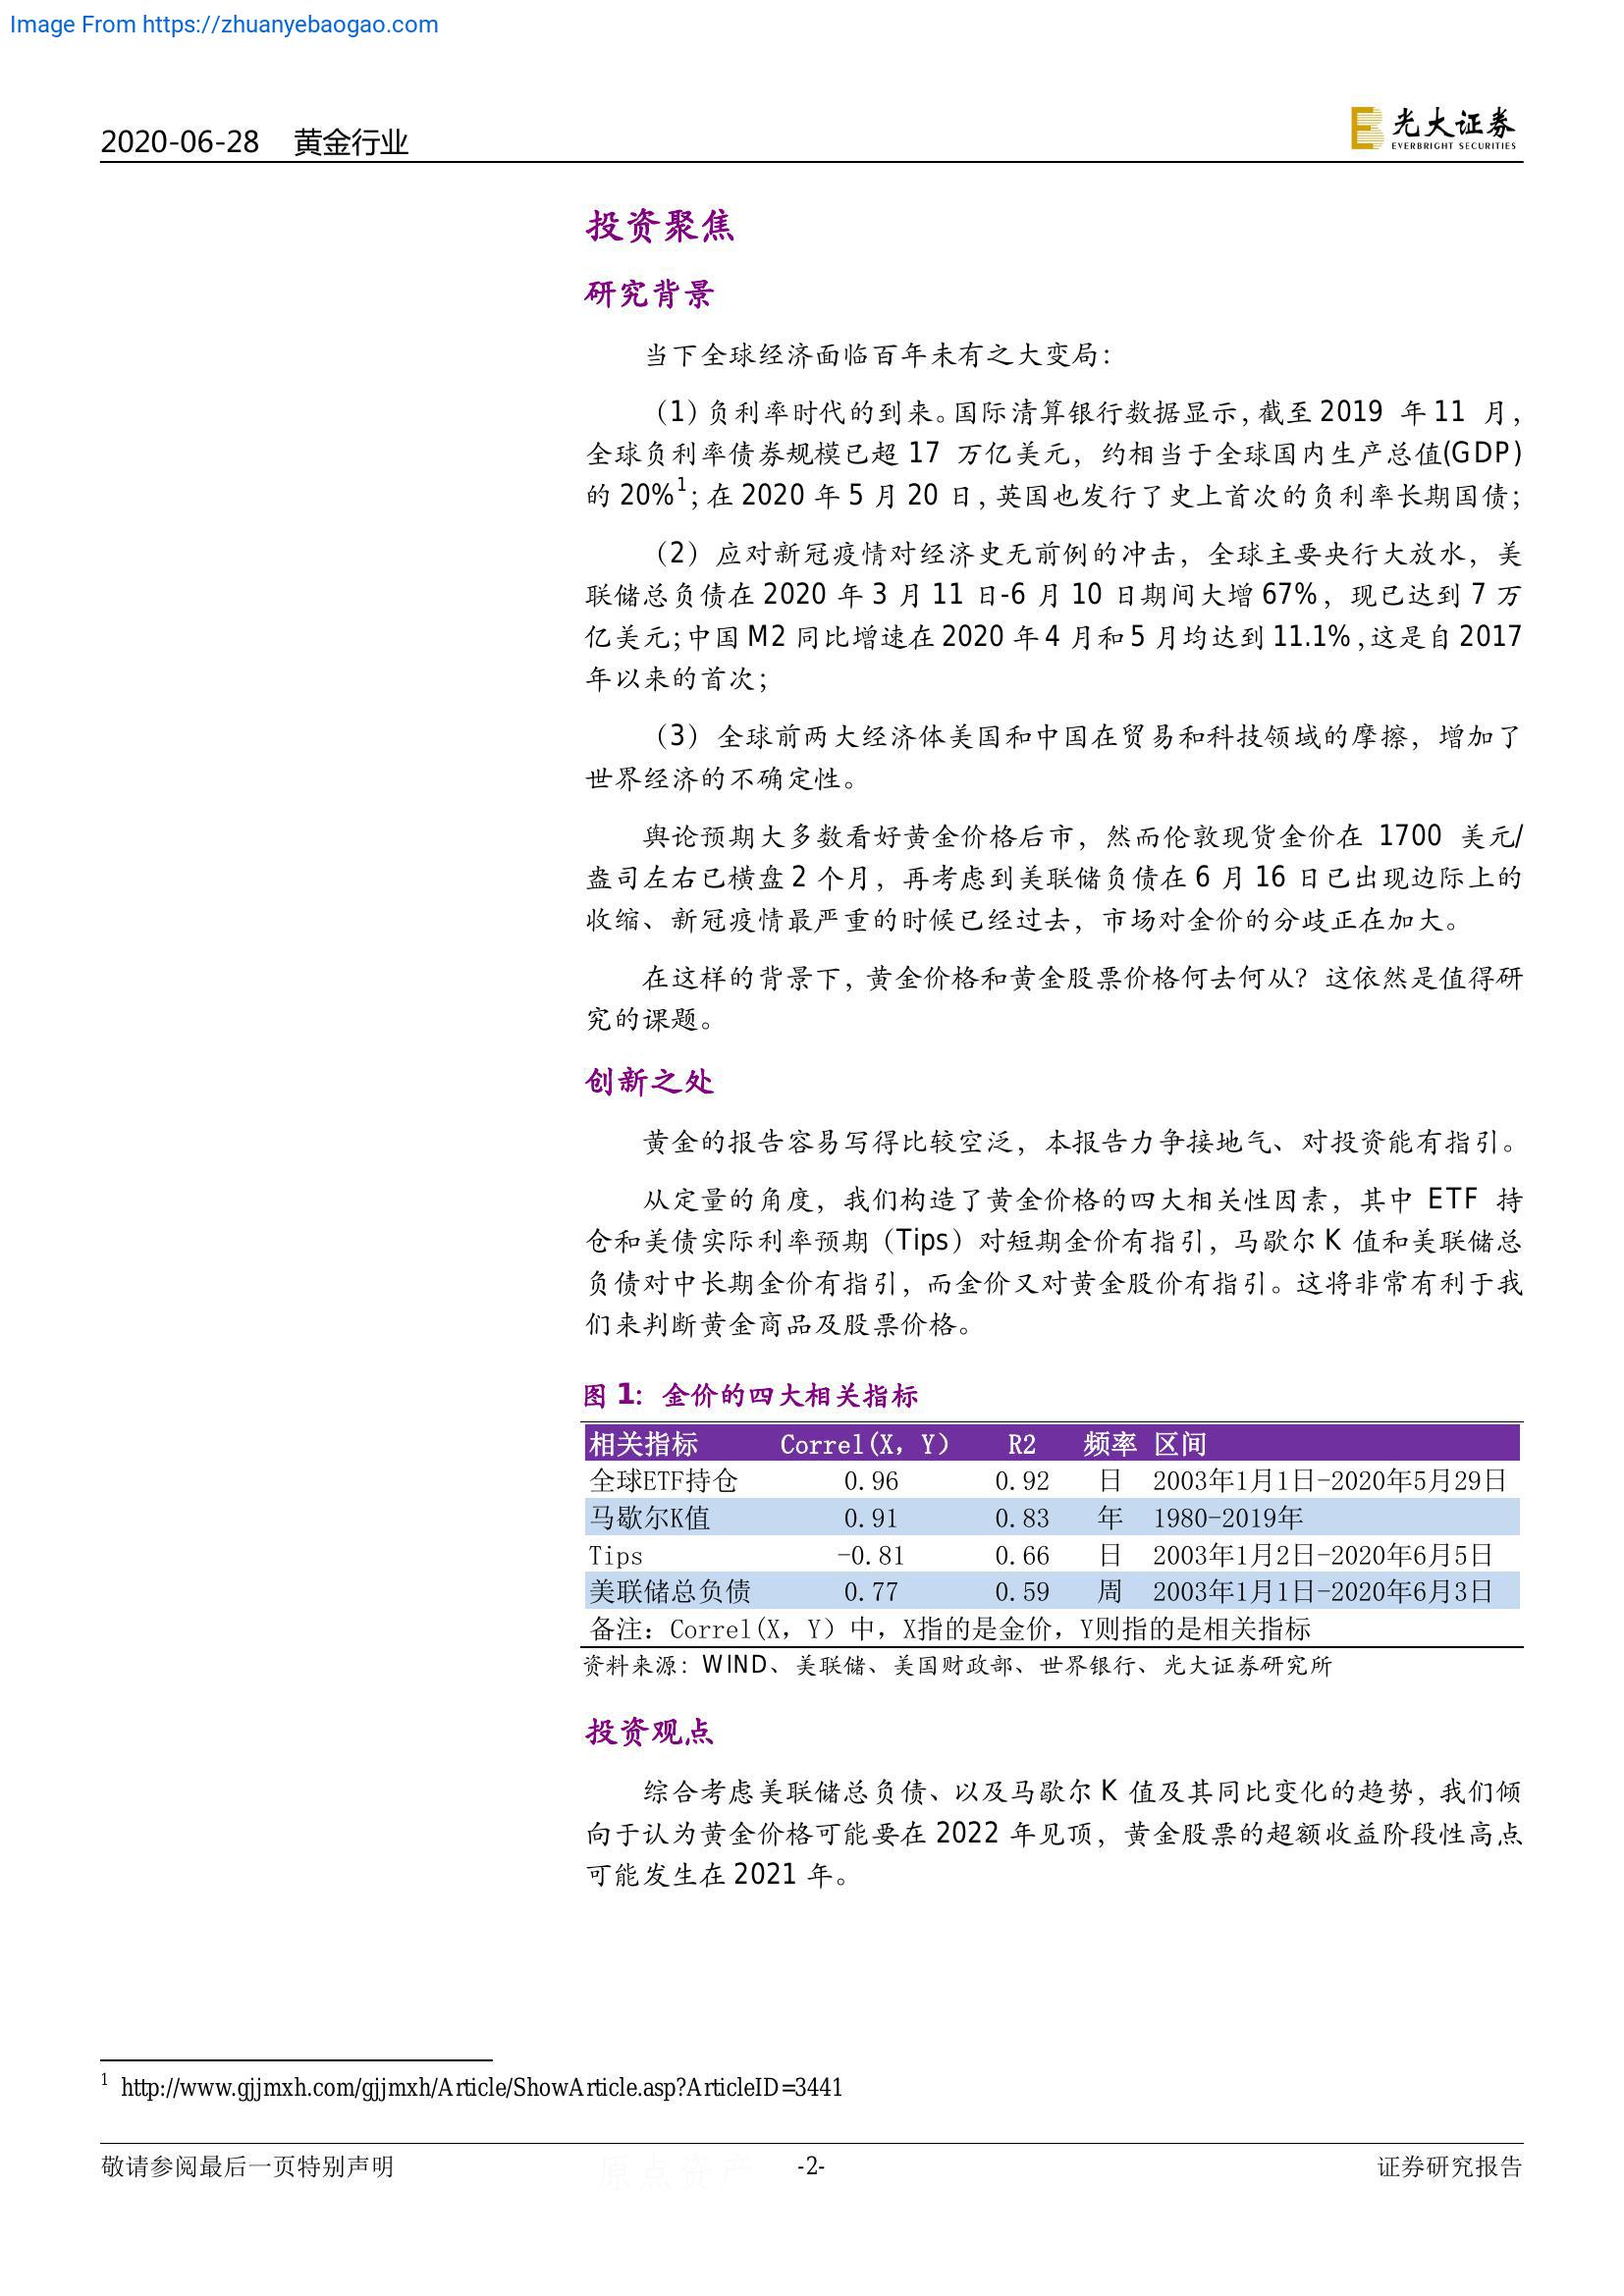 Image From https://zhuanyebaogao.com
2020-06-28 黄金行业
光大证券
EVERBRIGHT SECURITIES
投资聚焦
研究背景
当下全球经济面临百年未有之大变局：
（1）负利率时代的到来。国际清算银行数据显示，截至 2019 年 11 月，
全球负利率债券规模已超 17 万亿美元，约相当于全球国内生产总值(GDP)
的 20%1；在 2020 年 5 月 20 日，英国也发行了史上首次的负利率长期国债；
（2）应对新冠疫情对经济史无前例的冲击，全球主要央行大放水，美
联储总负债在 2020 年 3 月 11 日-6 月 10 日期间大增 67%，现已达到 7 万
亿美元；中国 M2 同比增速在 2020 年 4 月和 5 月均达到 11.1%，这是自 2017
年以来的首次；
（3）全球前两大经济体美国和中国在贸易和科技领域的摩擦，增加了
世界经济的不确定性。
舆论预期大多数看好黄金价格后市，然而伦敦现货金价在 1700 美元/
盎司左右已横盘 2 个月，再考虑到美联储负债在 6 月 16 日已出现边际上的
收缩、新冠疫情最严重的时候已经过去，市场对金价的分歧正在加大。
在这样的背景下，黄金价格和黄金股票价格何去何从？这依然是值得研
究的课题。
创新之处
黄金的报告容易写得比较空泛，本报告力争接地气、对投资能有指引。
从定量的角度，我们构造了黄金价格的四大相关性因素，其中 ETF 持
仓和美债实际利率预期（Tips）对短期金价有指引，马歇尔 K 值和美联储总
负债对中长期金价有指引，而金价又对黄金股价有指引。这将非常有利于我
们来判断黄金商品及股票价格。
图 1：金价的四大相关指标
相关指标 Correl(X，Y） R2 频率 区间
全球ETF持仓 0.96 0.92 日 2003年1月1日-2020年5月29日
马歇尔K值 0.91 0.83 年 1980-2019年
Tips -0.81 0.66 日 2003年1月2日-2020年6月5日
美联储总负债 0.77 0.59 周 2003年1月1日-2020年6月3日
备注：Correl(X，Y）中，X指的是金价，Y则指的是相关指标
资料来源：WIND、美联储、美国财政部、世界银行、光大证券研究所
投资观点
综合考虑美联储总负债、以及马歇尔 K 值及其同比变化的趋势，我们倾
向于认为黄金价格可能要在 2022 年见顶，黄金股票的超额收益阶段性高点
可能发生在 2021 年。
1 http://www.gjjmxh.com/gjjmxh/Article/ShowArticle.asp?ArticleID=3441
敬请参阅最后一页特别声明 -2- 证券研究报告